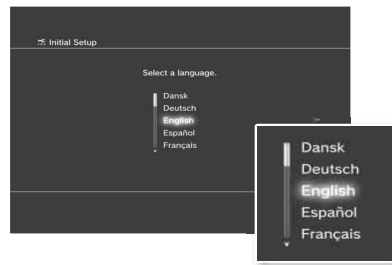 Initial Setup
Select a language.
Dansk
Deutsch
English
Español
Français
Dansk
Deutsch
English
Español
Français